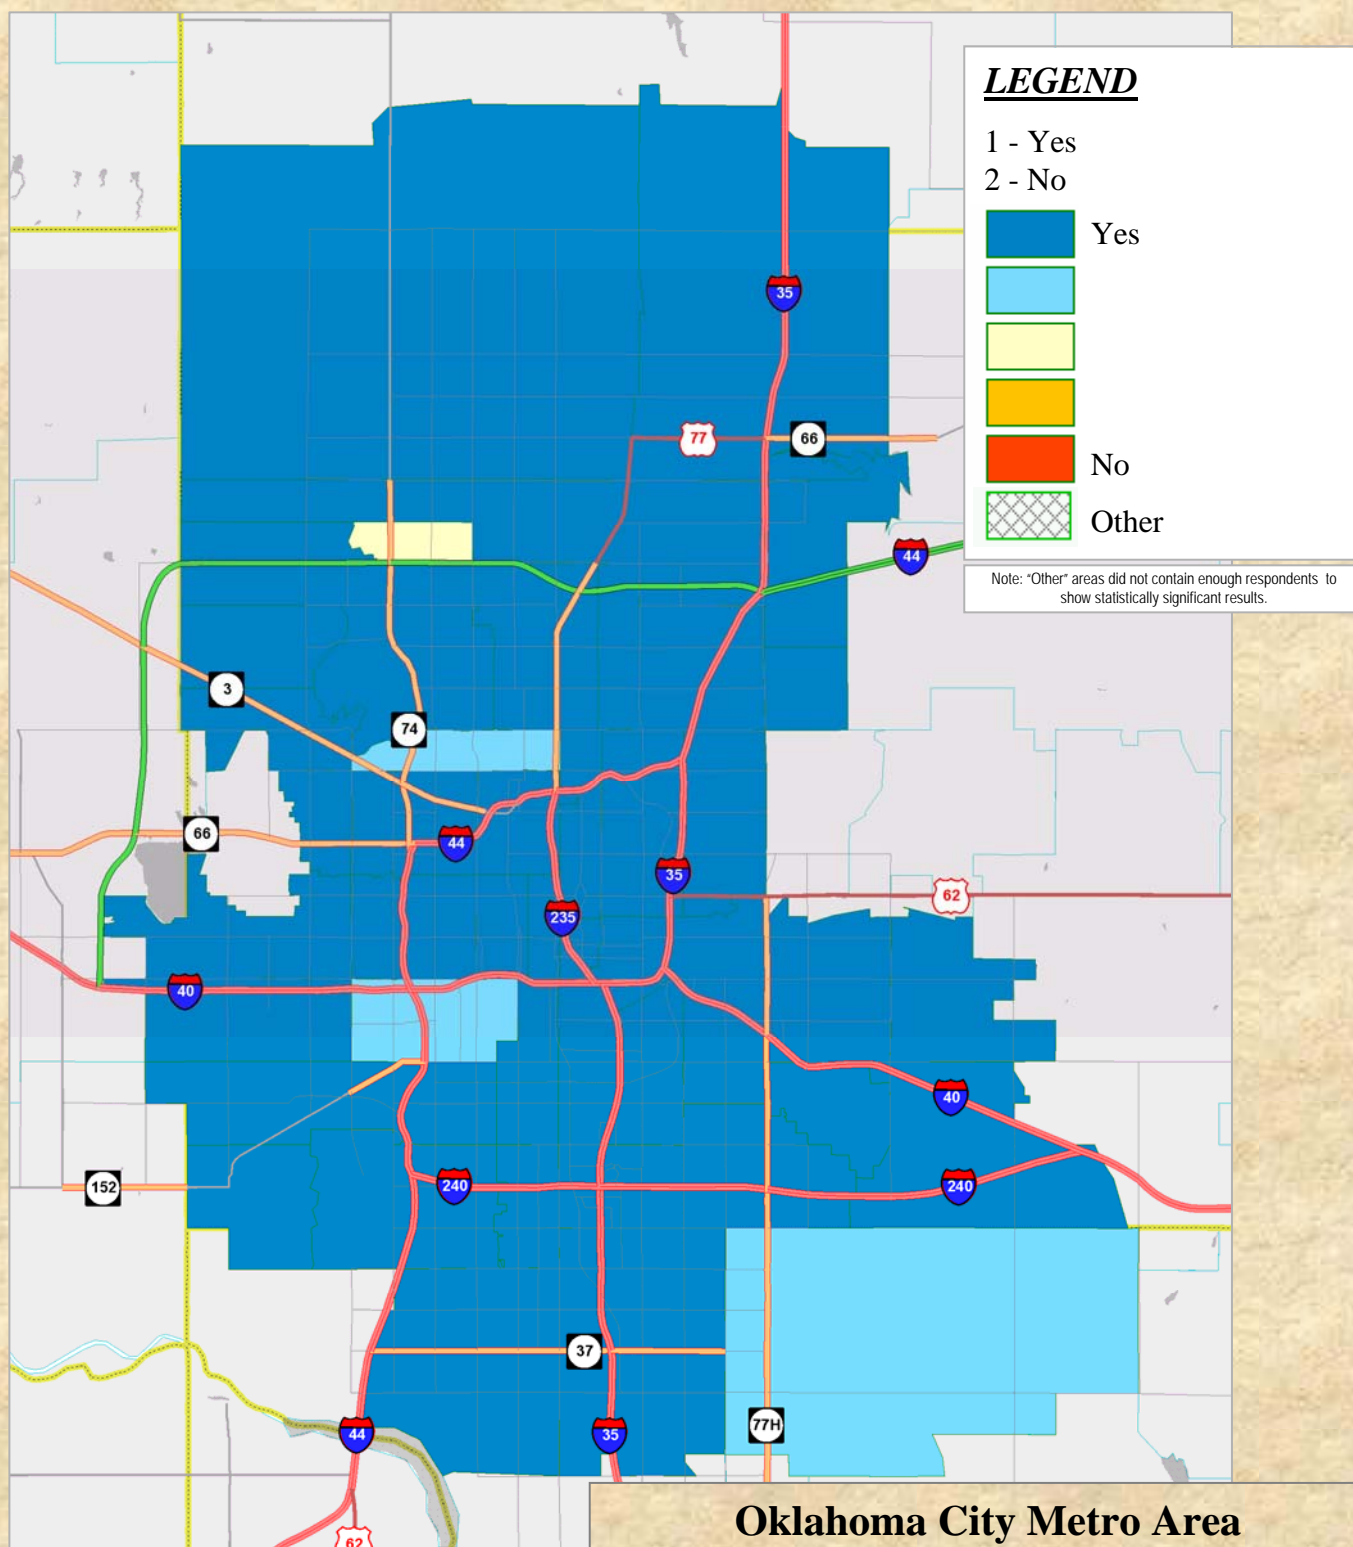 LEGEND
1 - Yes
2 - No
Yes
No
Other
Note: "Other" areas did not contain enough respondents to
show statistically significant results.
35
77
66
44
3
74
66
44
35
62
235
40
40
152
240
240
37
77H
44
35
62
Oklahoma City Metro Area